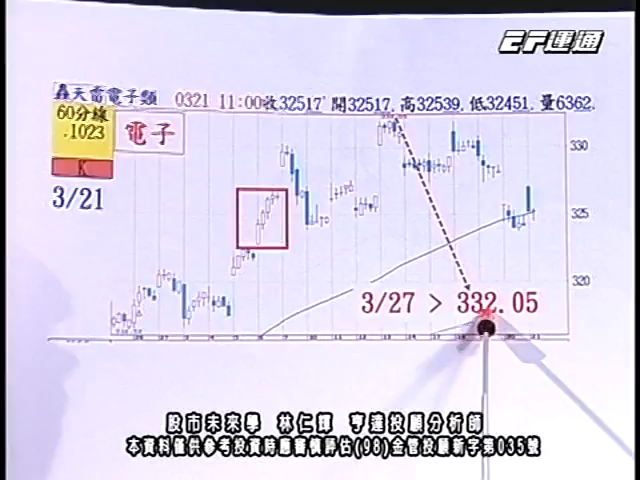 EF運通
轟天雷電子類 0321 11:00收32517 開32517 高32539 低32451 量6362
60分線
.1023
電子
K
3/21
330
325
320
3/27 > 332.05
股市未來學 林仁輝 亨達投顧分析師
本資料僅供參考投資時應審慎評估(98)金管投顧新字第035號